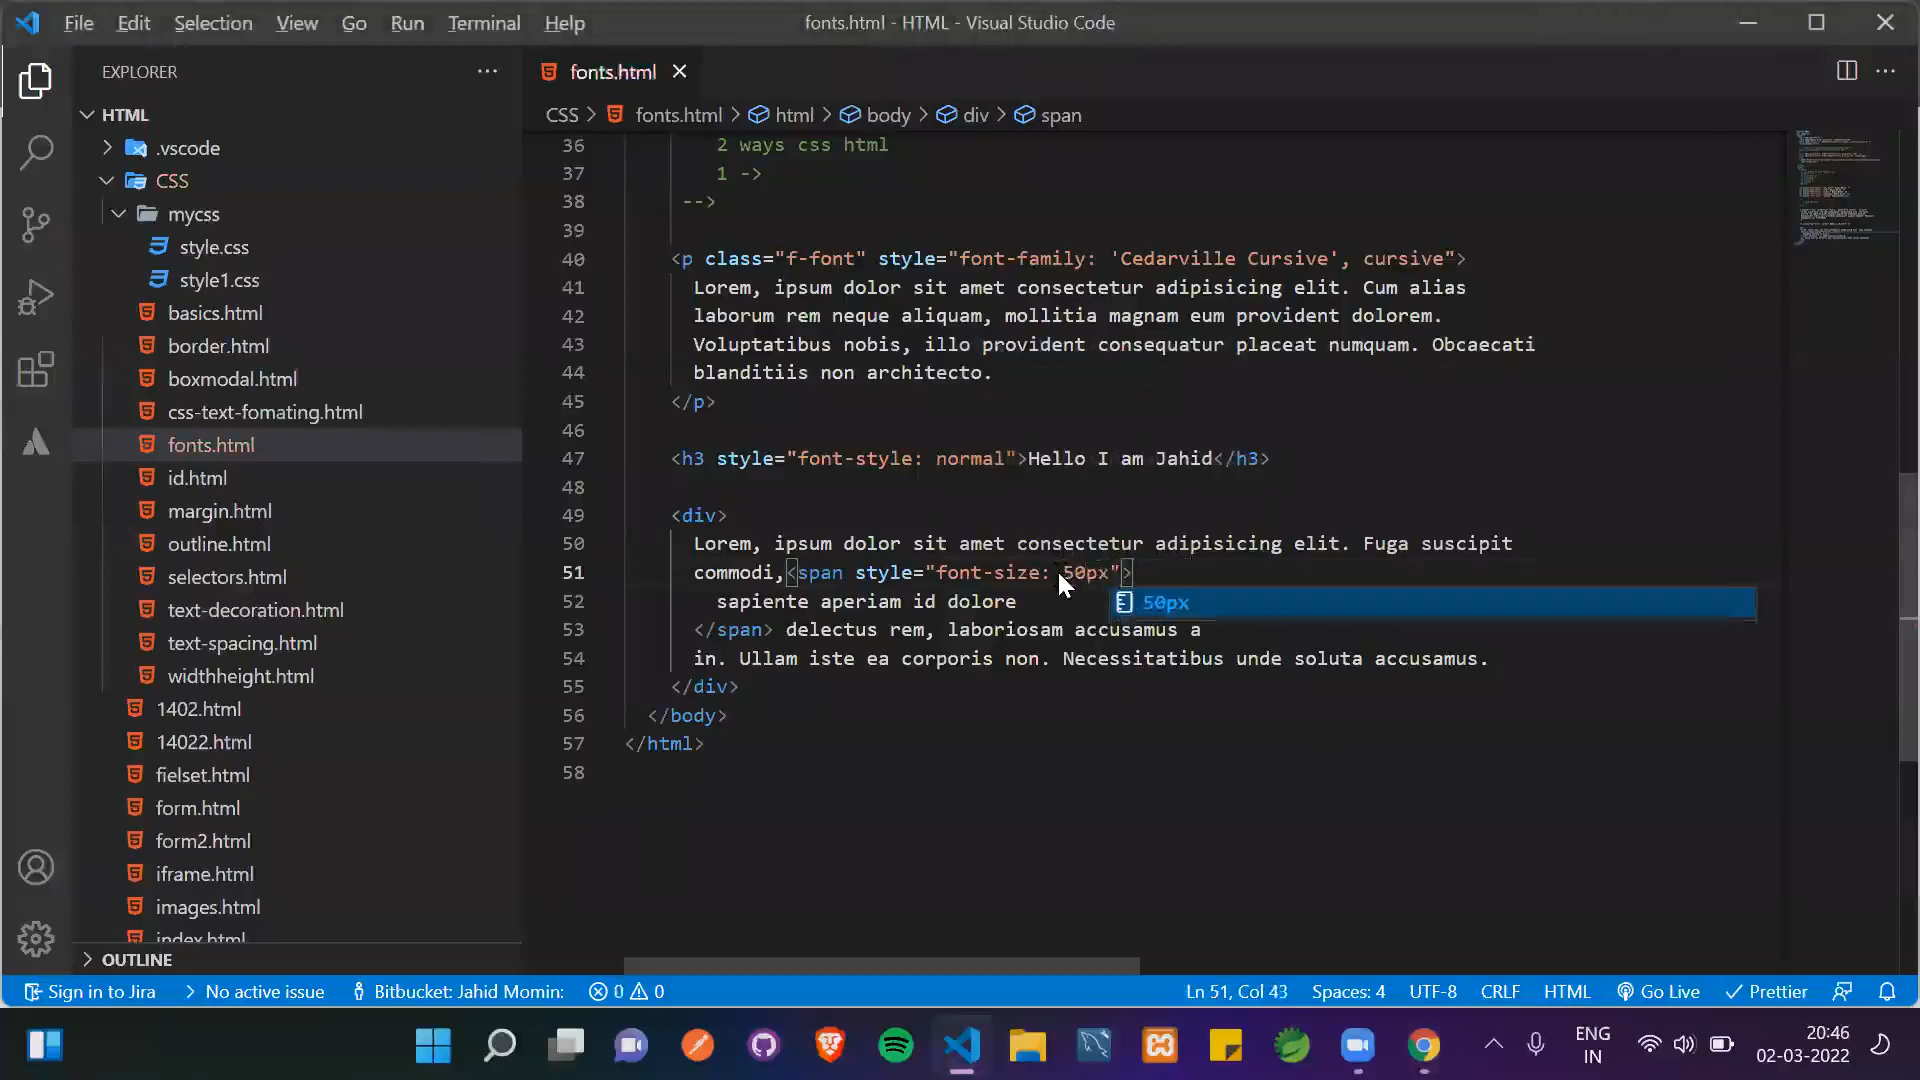 File Edit Selection View Go Run Terminal Help
fonts.html - HTML - Visual Studio Code
EXPLORER
HTML
.vscode
CSS
mycss
style.css
style1.css
basics.html
border.html
boxmodal.html
css-text-fomating.html
fonts.html
id.html
margin.html
outline.html
selectors.html
text-decoration.html
text-spacing.html
widthheight.html
1402.html
14022.html
fielset.html
form.html
form2.html
iframe.html
images.html
index.html
OUTLINE
fonts.html
CSS > fonts.html > html > body > div > span
36 2 ways css html
37 1 ->
38 -->
39
40 <p class="f-font" style="font-family: 'Cedarville Cursive', cursive">
41 Lorem, ipsum dolor sit amet consectetur adipisicing elit. Cum alias
42 laborum rem neque aliquam, mollitia magnam eum provident dolorem.
43 Voluptatibus nobis, illo provident consequatur placeat numquam. Obcaecati
44 blanditiis non architecto.
45 </p>
46
47 <h3 style="font-style: normal">Hello I am Jahid</h3>
48
49 <div>
50 Lorem, ipsum dolor sit amet consectetur adipisicing elit. Fuga suscipit
51 commodi,<span style="font-size: 50px">
52 sapiente aperiam id dolore
50px
53 </span> delectus rem, laboriosam accusamus a
54 in. Ullam iste ea corporis non. Necessitatibus unde soluta accusamus.
55 </div>
56 </body>
57 </html>
58
Sign in to Jira No active issue Bitbucket: Jahid Momin: 0 0 Ln 51, Col 43 Spaces: 4 UTF-8 CRLF HTML Go Live Prettier
ENG
IN
20:46
02-03-2022